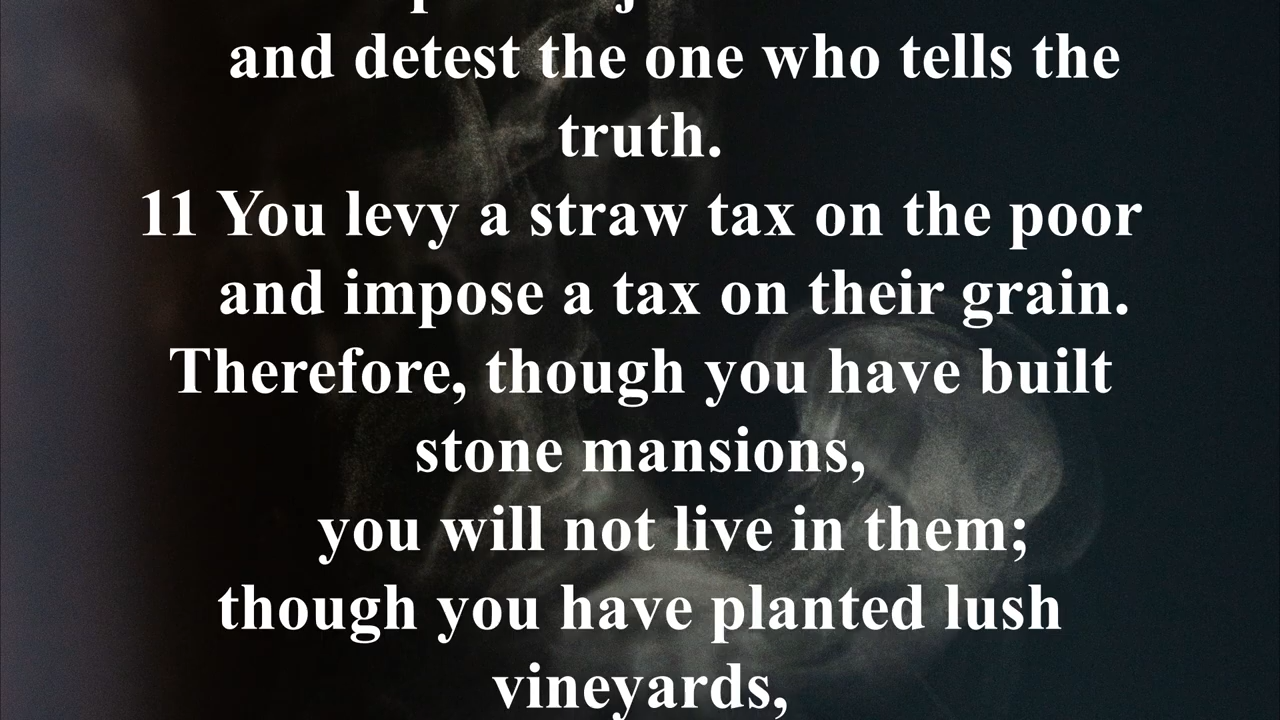 and detest the one who tells the
truth.
11 You levy a straw tax on the poor
and impose a tax on their grain.
Therefore, though you have built
stone mansions,
you will not live in them;
though you have planted lush
vineyards,